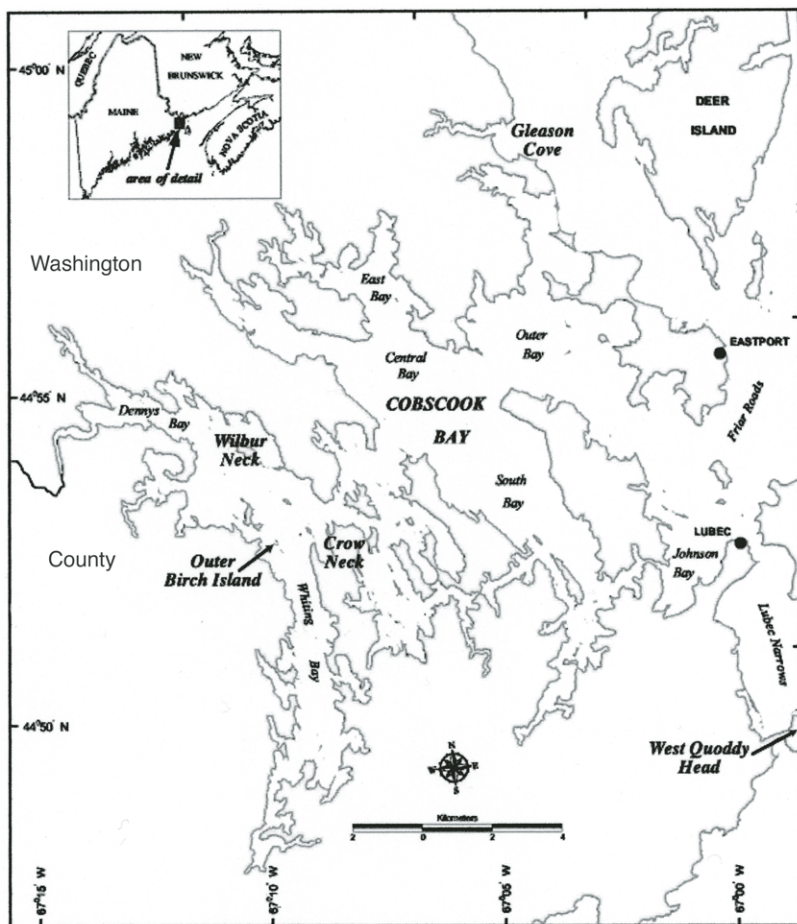 45°00' N
QUEBEC
NEW
BRUNSWICK
MAINE
NOVA SCOTIA
area of detail
DEER
ISLAND
Gleason
Cove
Washington
East
Bay
Outer
Bay
EASTPORT
Central
Bay
44°55' N
COBSCOOK
BAY
Friar Roads
Dennys
Bay
Wilbur
Neck
South
Bay
LUBEC
Johnson
Bay
County
Crow
Neck
Outer
Birch Island
Whiting
Bay
Lubec Narrows
44°50' N
West Quoddy
Head
N
W E
S
Kilometers
2 0 2 4
67°15' W
67°10' W
67°05' W
67°00' W